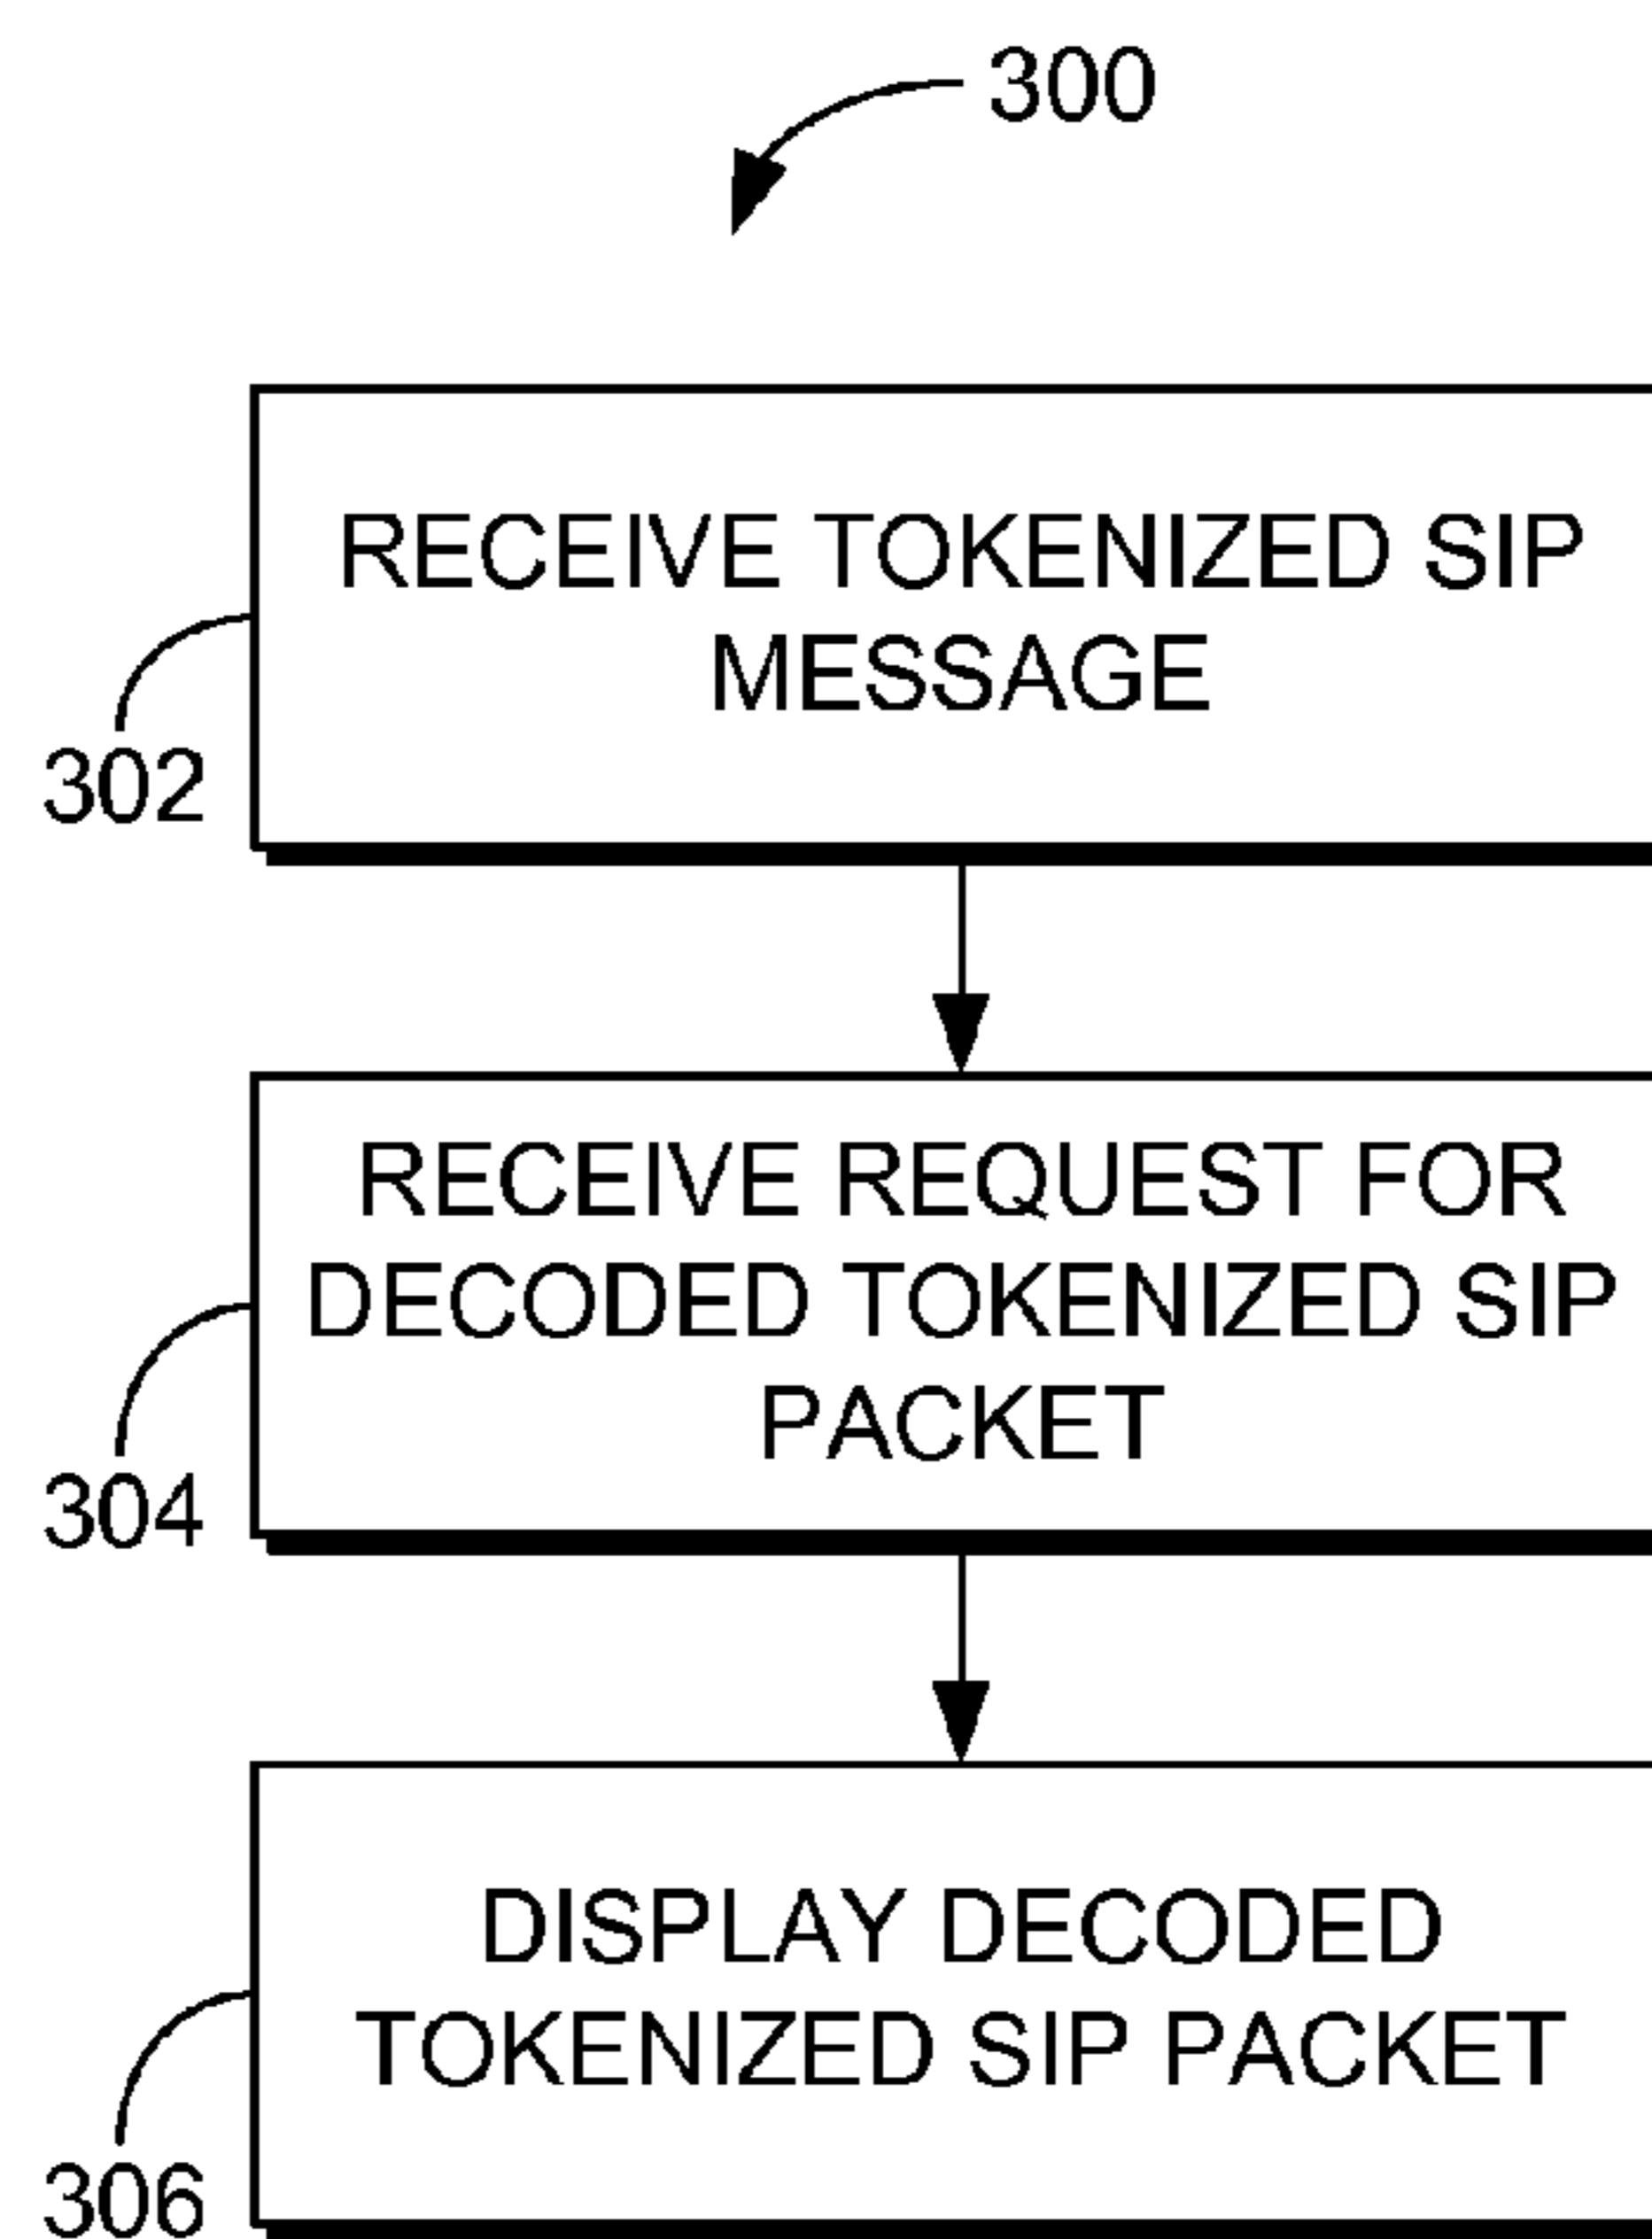 300
RECEIVE TOKENIZED SIP
MESSAGE
302
RECEIVE REQUEST FOR
DECODED TOKENIZED SIP
PACKET
304
DISPLAY DECODED
TOKENIZED SIP PACKET
306